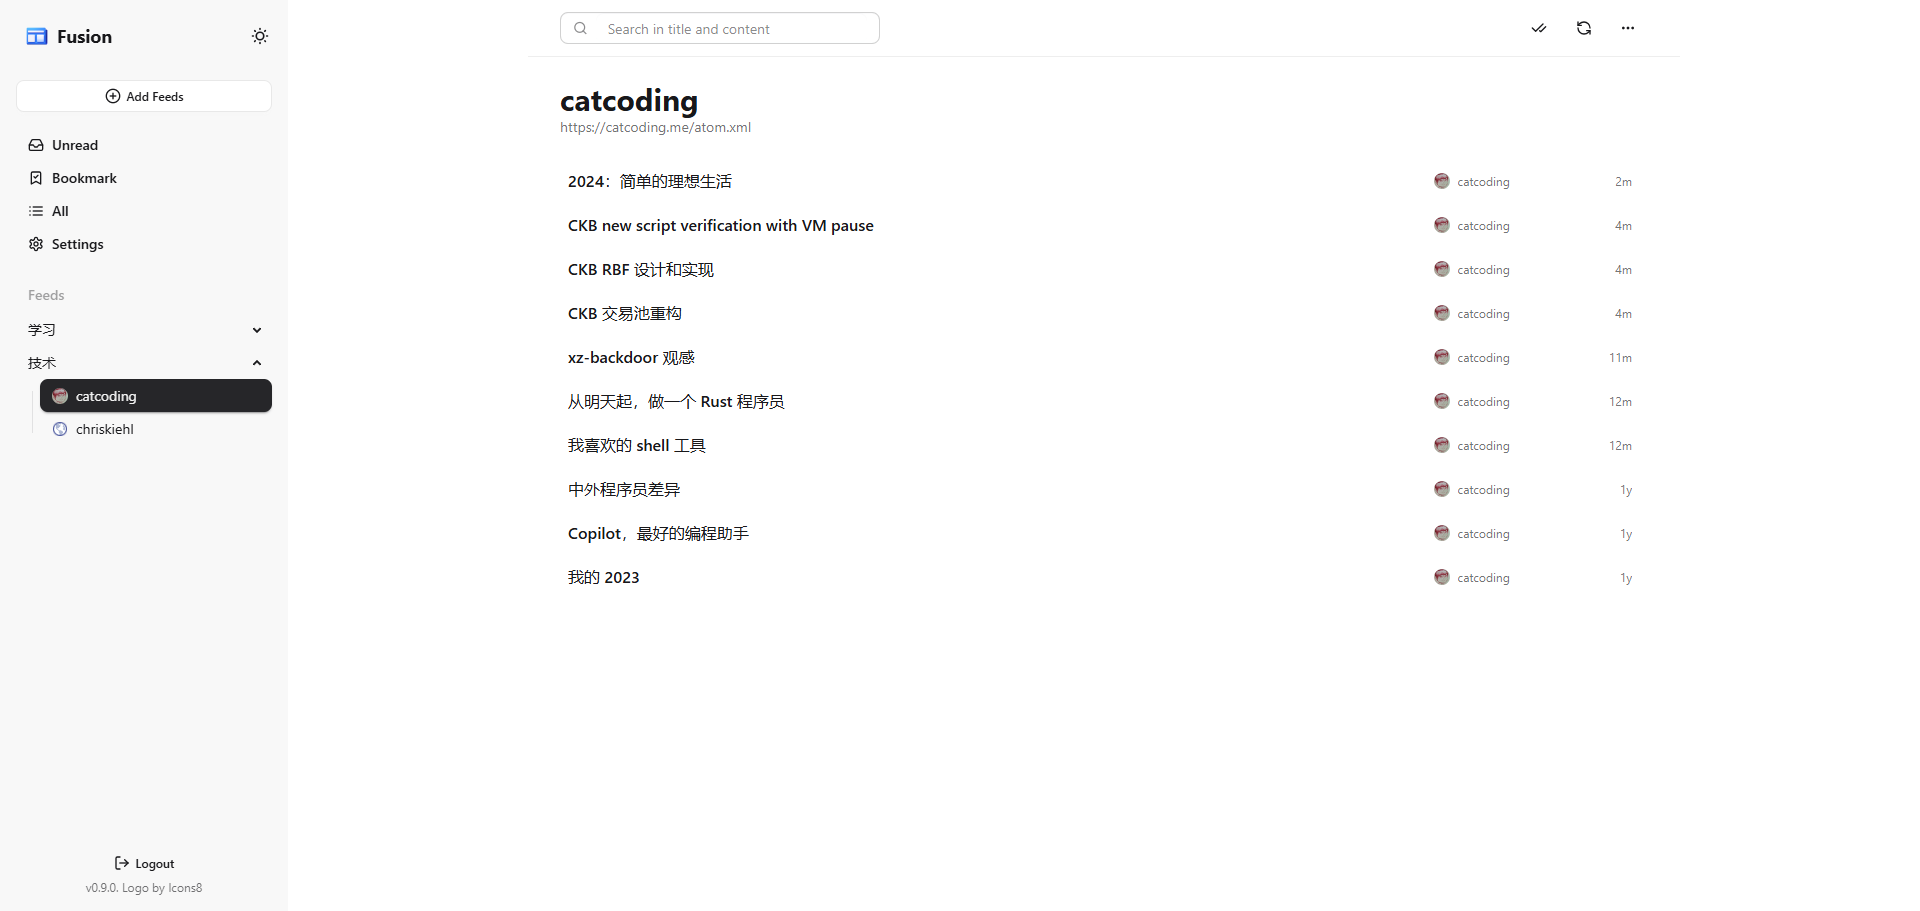 Fusion
Add Feeds
Unread
Bookmark
All
Settings
Feeds
学习
技术
catcoding
chriskiehl
Logout
v0.9.0. Logo by Icons8
Search in title and content
catcoding
https://catcoding.me/atom.xml
2024：简单的理想生活 catcoding 2m
CKB new script verification with VM pause catcoding 4m
CKB RBF 设计和实现 catcoding 4m
CKB 交易池重构 catcoding 4m
xz-backdoor 观感 catcoding 11m
从明天起，做一个 Rust 程序员 catcoding 12m
我喜欢的 shell 工具 catcoding 12m
中外程序员差异 catcoding 1y
Copilot，最好的编程助手 catcoding 1y
我的 2023 catcoding 1y